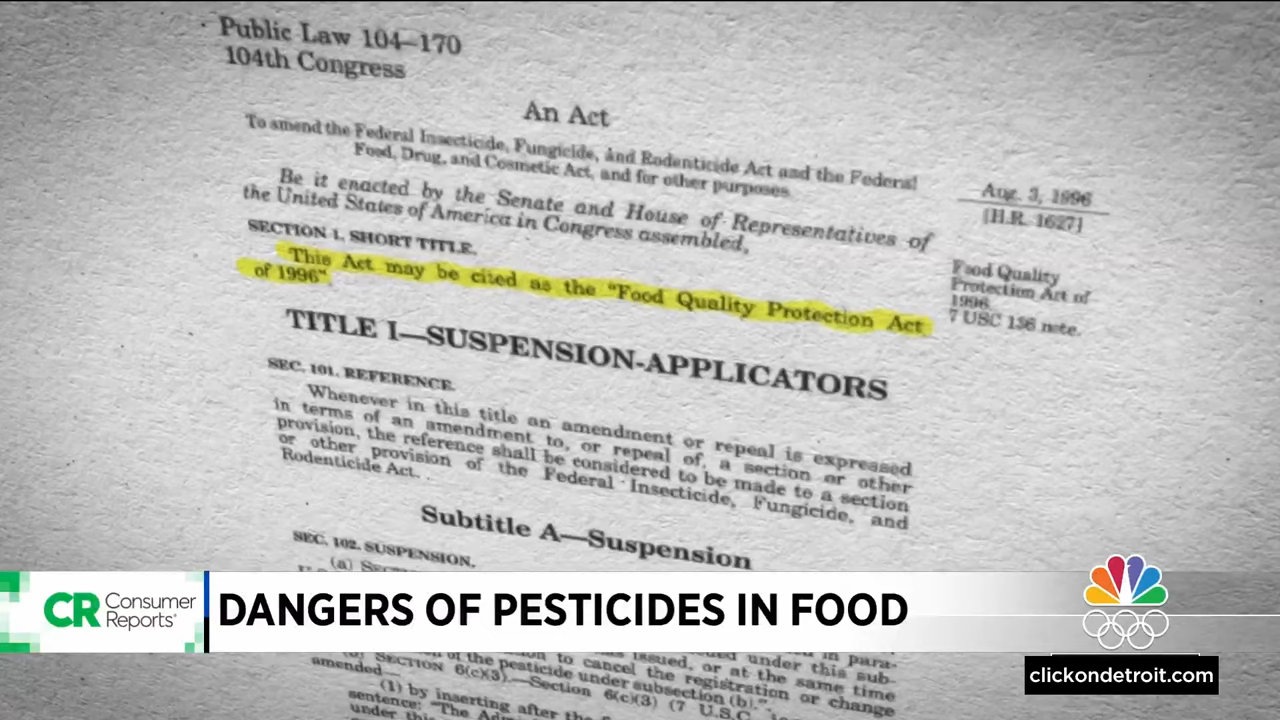 Public Law 104–170
104th Congress
An Act
To amend the Federal Insecticide, Fungicide, and Rodenticide Act and the Federal
Food, Drug, and Cosmetic Act, and for other purposes.
Be it enacted by the Senate and House of Representatives of
the United States of America in Congress assembled,
SECTION 1. SHORT TITLE.
This Act may be cited as the "Food Quality Protection Act
of 1996".
Aug. 3, 1996
[H.R. 1627]
Food Quality
Protection Act of
1996.
7 USC 136 note.
TITLE I—SUSPENSION-APPLICATORS
SEC. 101. REFERENCE.
Whenever in this title an amendment or repeal is expressed
in terms of an amendment to, or repeal of, a section or other
provision, the reference shall be considered to be made to a section
or other provision of the Federal Insecticide, Fungicide, and
Rodenticide Act.
Subtitle A—Suspension
SEC. 102. SUSPENSION.
(a)
CR Consumer
Reports
DANGERS OF PESTICIDES IN FOOD
clickondetroit.com
issued under this sub-
of the pesticide under subsection (b).
to cancel the registration or change
amended—
SECTION 6(c)(3).—Section 6(c)(3) (7 U.S.C.
(1) by inserting after the
sentence: "The
under